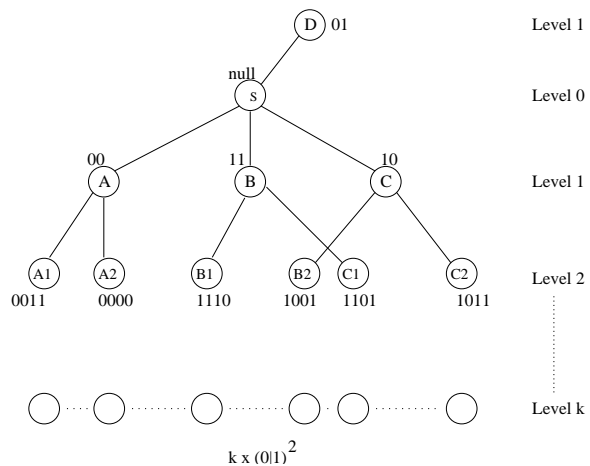 D 01 Level 1
null
s Level 0
00 11 10
A B C Level 1
A1 A2 B1 B2 C1 C2 Level 2
0011 0000 1110 1001 1101 1011
Level k
k x (0|1)2